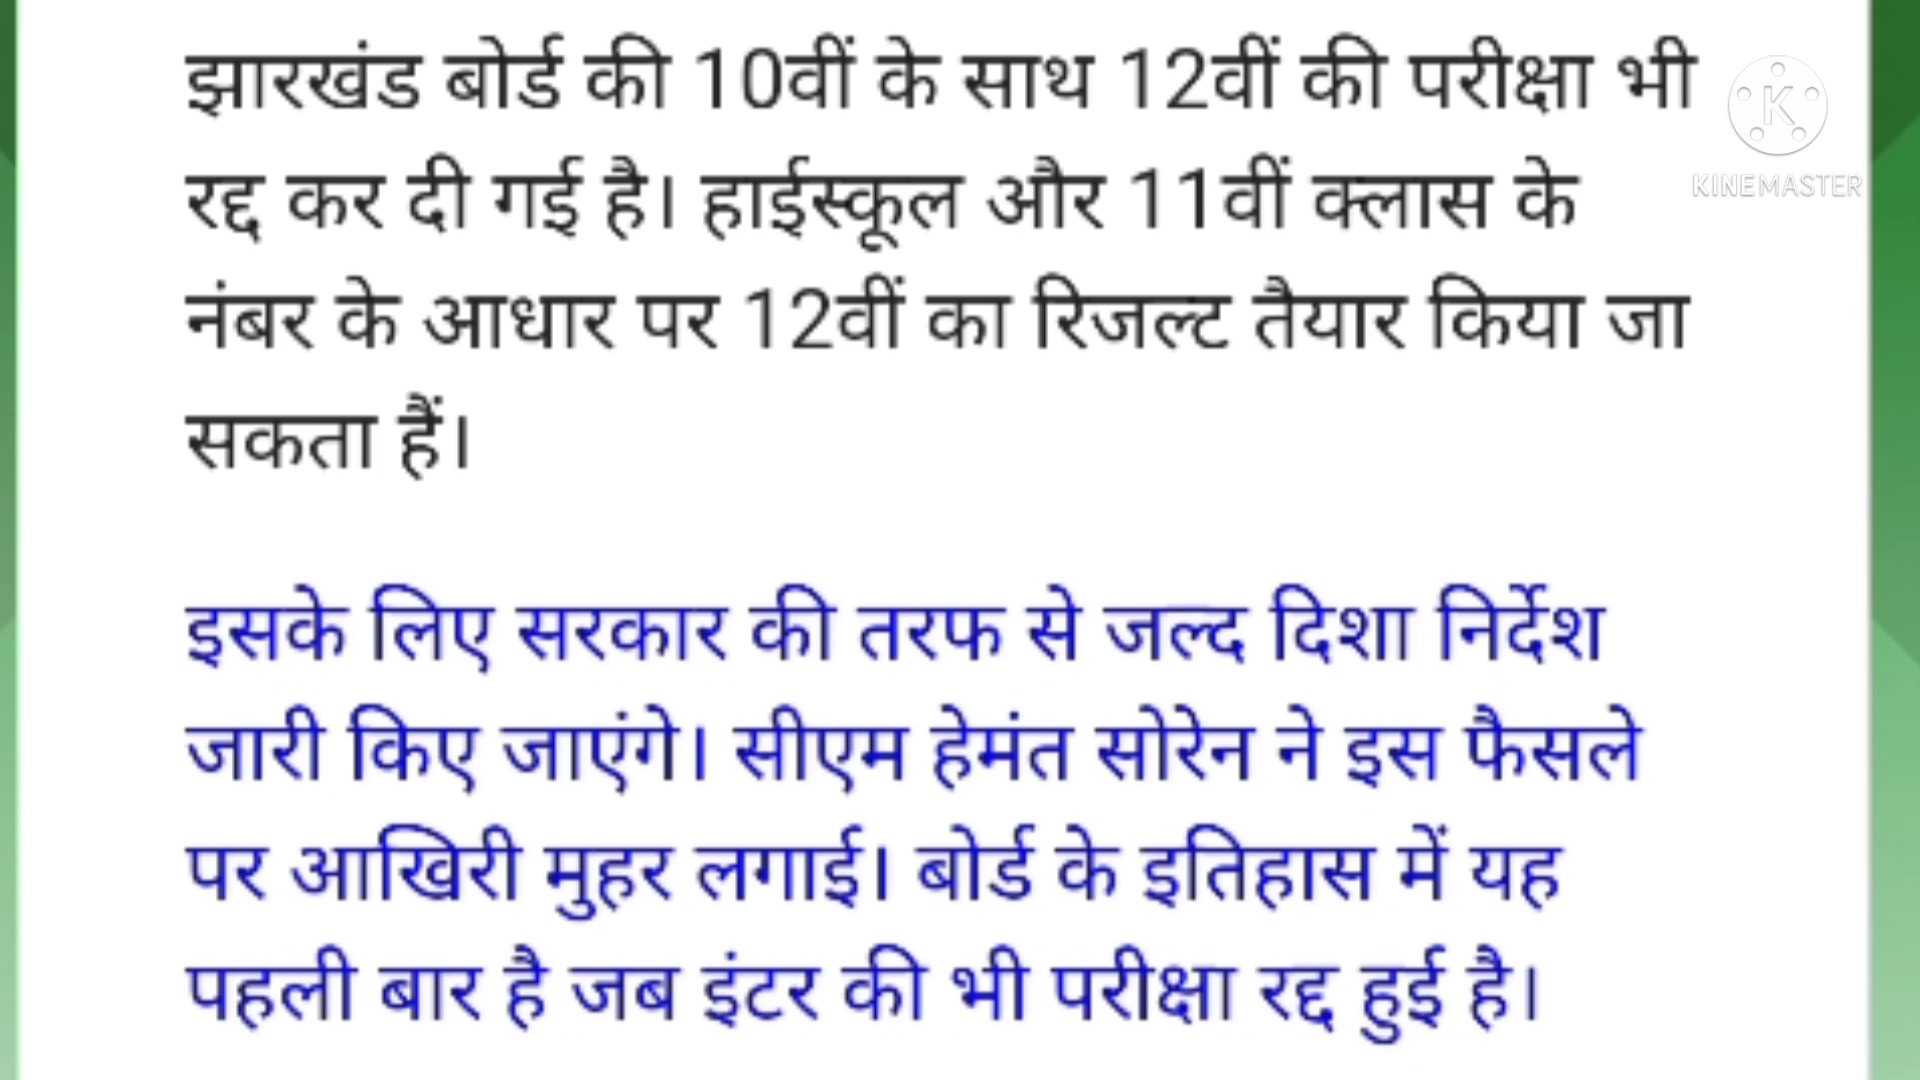 झारखंड बोर्ड की 10वीं के साथ 12वीं की परीक्षा भी
रद्द कर दी गई है। हाईस्कूल और 11वीं क्लास के
नंबर के आधार पर 12वीं का रिजल्ट तैयार किया जा
सकता हैं।
इसके लिए सरकार की तरफ से जल्द दिशा निर्देश
जारी किए जाएंगे। सीएम हेमंत सोरेन ने इस फैसले
पर आखिरी मुहर लगाई। बोर्ड के इतिहास में यह
पहली बार है जब इंटर की भी परीक्षा रद्द हुई है।
K
KINEMASTER